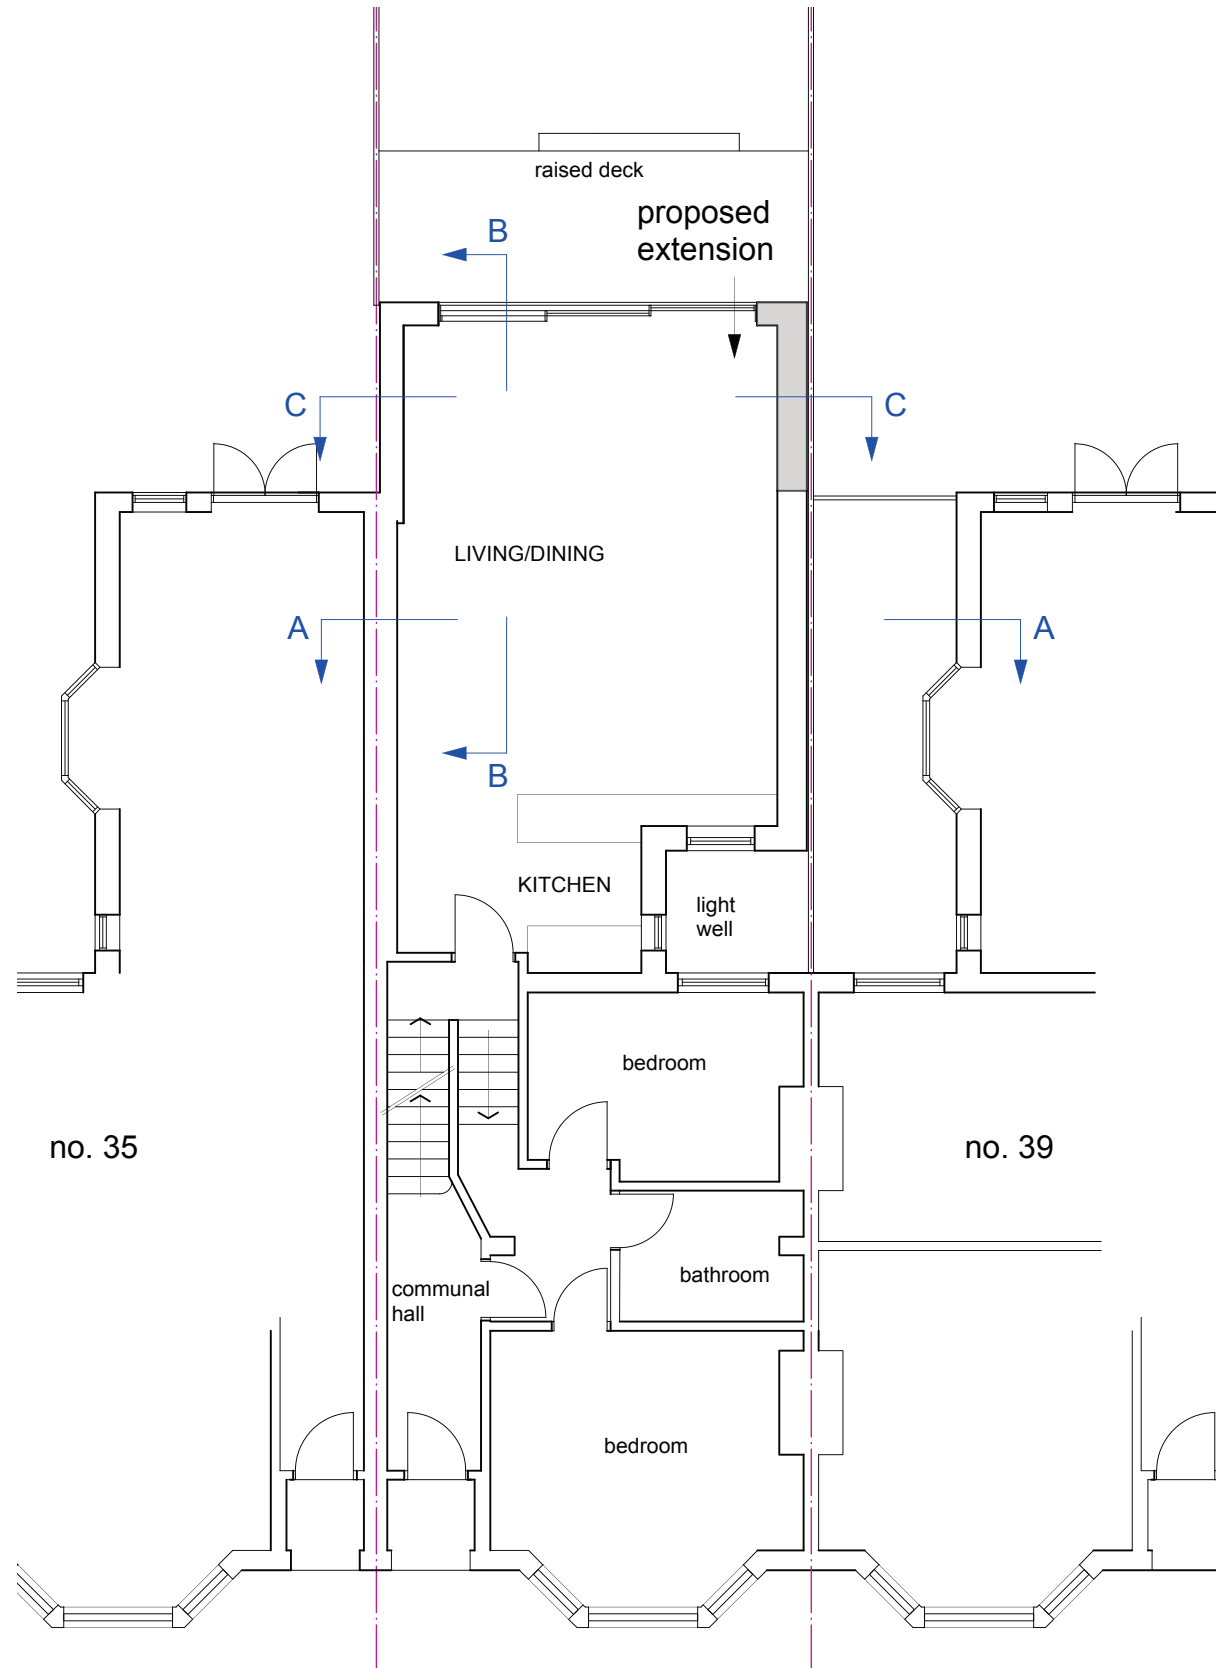 raised deck
proposed
extension
B
C
C
LIVING/DINING
A
A
B
KITCHEN
light
well
bedroom
no. 35
no. 39
bathroom
communal
hall
bedroom